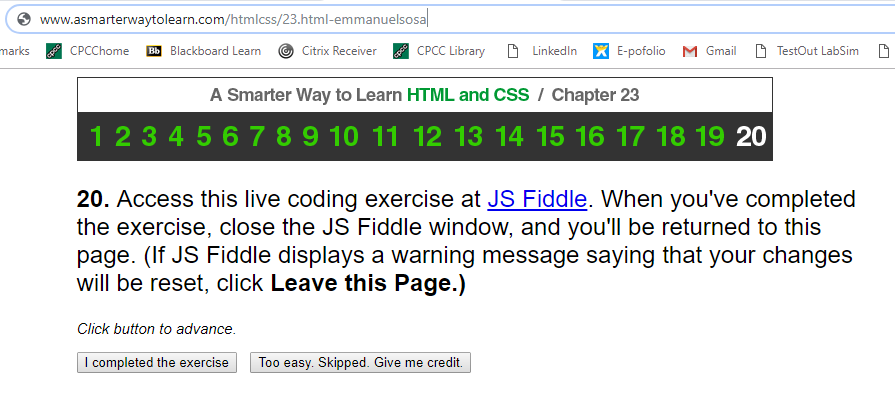 www.asmarterwaytolearn.com/htmlcss/23.html-emmanuelsosa
marks CPCChome Bb Blackboard Learn Citrix Receiver CPCC Library LinkedIn E-pofolio Gmail TestOut LabSim
A Smarter Way to Learn HTML and CSS / Chapter 23
1 2 3 4 5 6 7 8 9 10 11 12 13 14 15 16 17 18 19 20
20. Access this live coding exercise at JS Fiddle. When you've completed
the exercise, close the JS Fiddle window, and you'll be returned to this
page. (If JS Fiddle displays a warning message saying that your changes
will be reset, click Leave this Page.)
Click button to advance.
I completed the exercise Too easy. Skipped. Give me credit.